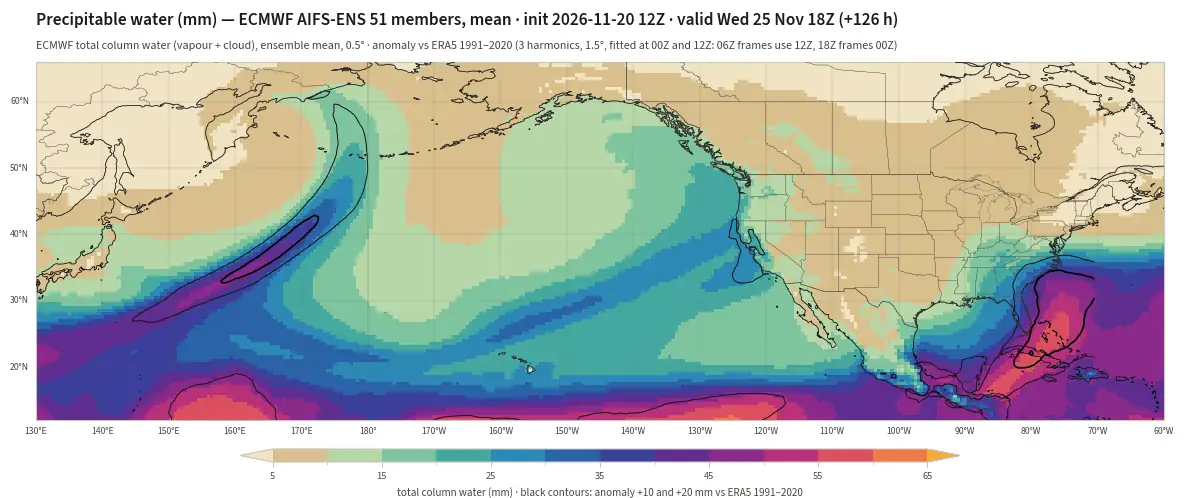 Precipitable water (mm) — ECMWF AIFS-ENS 51 members, mean · init 2026-11-20 12Z · valid Wed 25 Nov 18Z (+126 h)
ECMWF total column water (vapour + cloud), ensemble mean, 0.5° · anomaly vs ERA5 1991–2020 (3 harmonics, 1.5°, fitted at 00Z and 12Z: 06Z frames use 12Z, 18Z frames 00Z)
60°N
50°N
40°N
30°N
20°N
130°E 140°E 150°E 160°E 170°E 180° 170°W 160°W 150°W 140°W 130°W 120°W 110°W 100°W 90°W 80°W 70°W 60°W
5 15 25 35 45 55 65
total column water (mm) · black contours: anomaly +10 and +20 mm vs ERA5 1991–2020